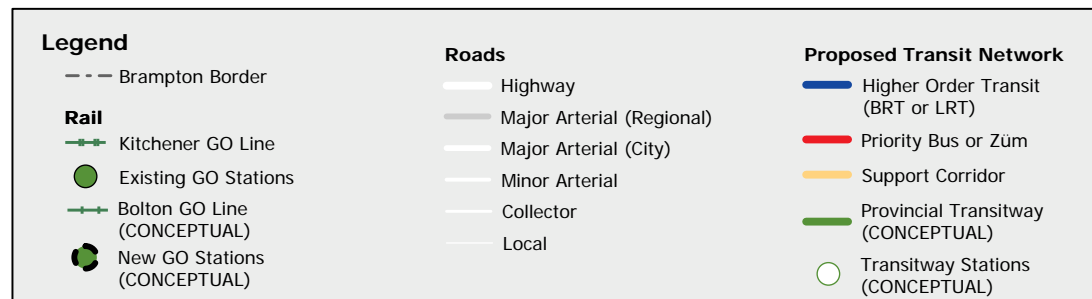 Legend
Brampton Border
Rail
Kitchener GO Line
Existing GO Stations
Bolton GO Line
(CONCEPTUAL)
New GO Stations
(CONCEPTUAL)
Roads
Highway
Major Arterial (Regional)
Major Arterial (City)
Minor Arterial
Collector
Local
Proposed Transit Network
Higher Order Transit
(BRT or LRT)
Priority Bus or Züm
Support Corridor
Provincial Transitway
(CONCEPTUAL)
Transitway Stations
(CONCEPTUAL)